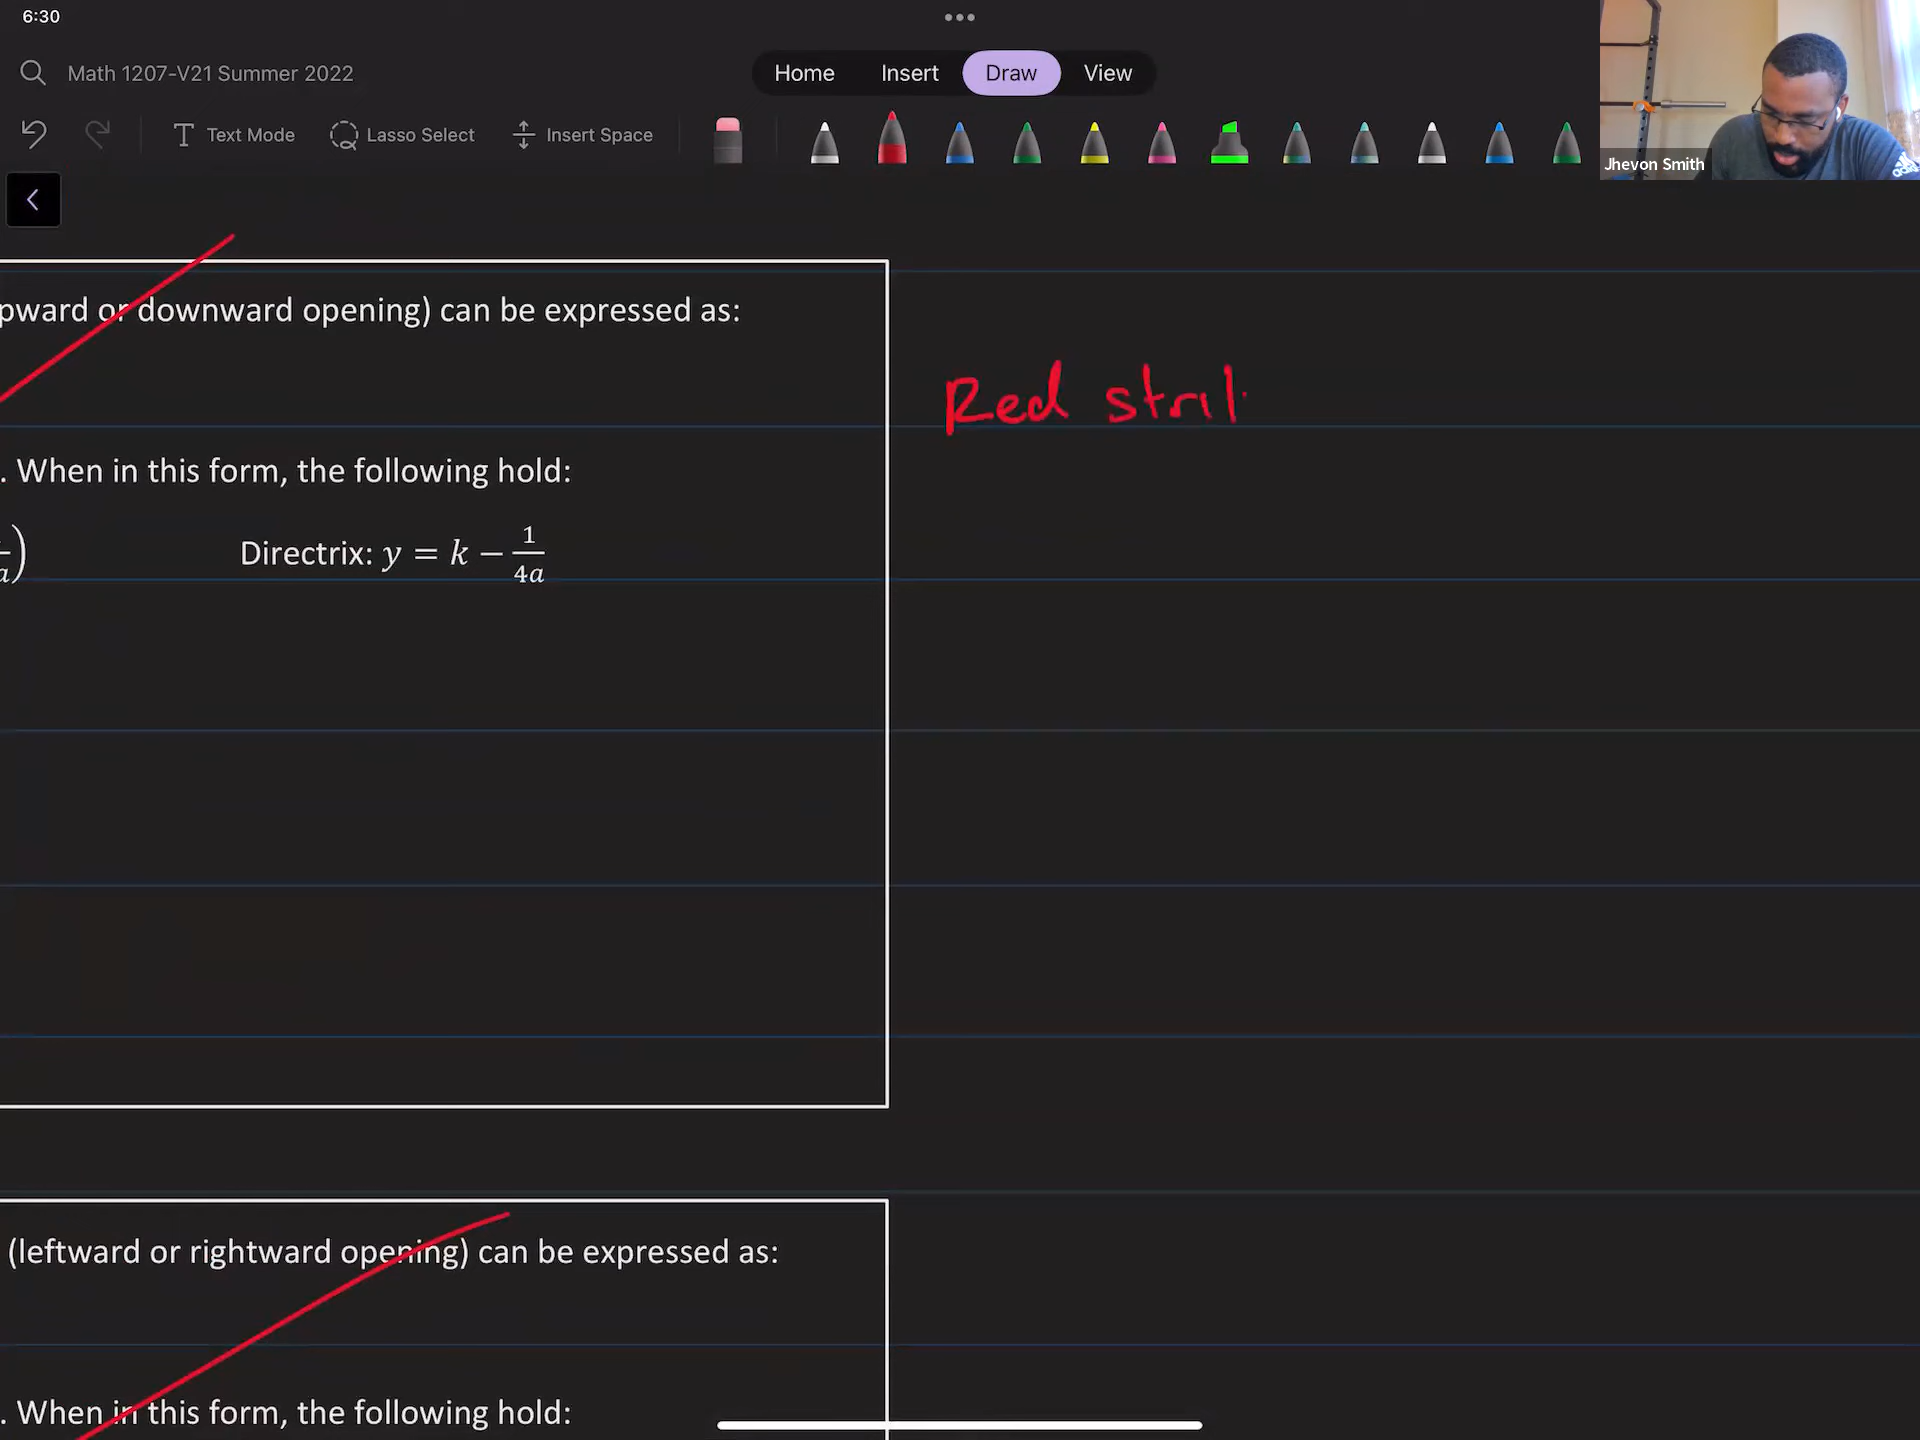 6:30
Math 1207-V21 Summer 2022
Home Insert Draw View
Text Mode Lasso Select Insert Space
Jhevon Smith
adidas
pward or downward opening) can be expressed as:
Red stril
. When in this form, the following hold:
a) Directrix: y = k − 1/4a
(leftward or rightward opening) can be expressed as:
. When in this form, the following hold: